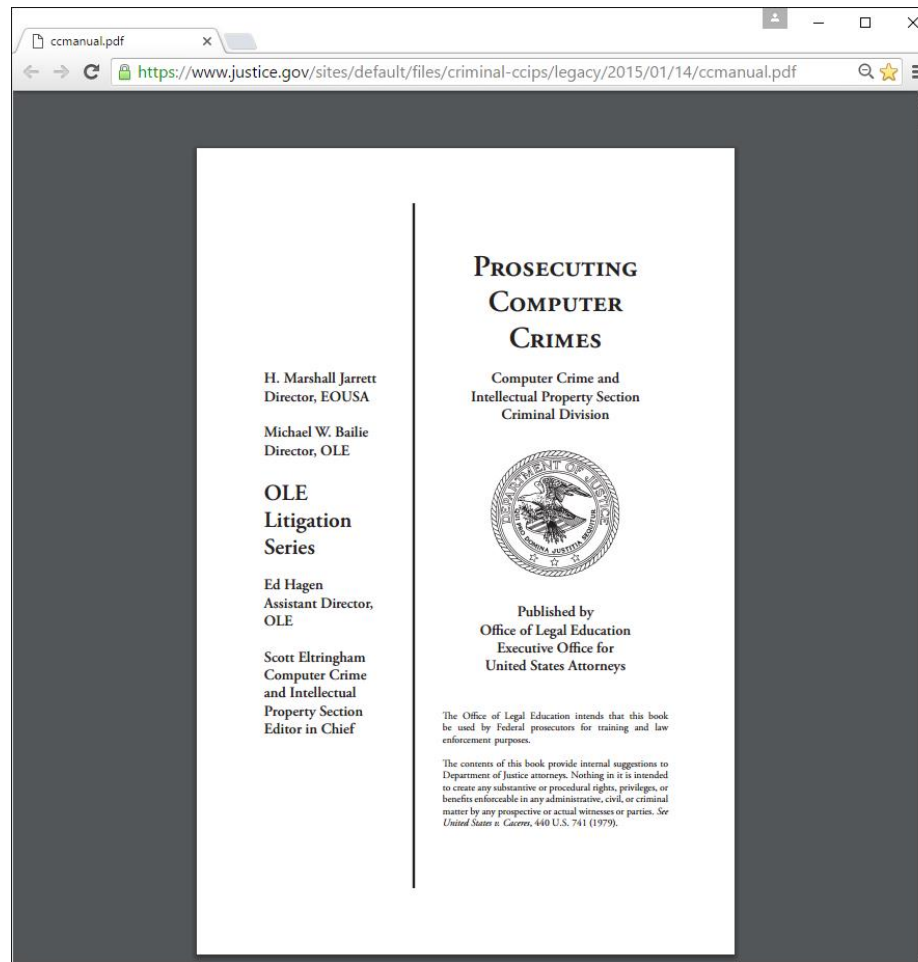 ccmanual.pdf
https://www.justice.gov/sites/default/files/criminal-ccips/legacy/2015/01/14/ccmanual.pdf
H. Marshall Jarrett
Director, EOUSA
Michael W. Bailie
Director, OLE
OLE
Litigation
Series
Ed Hagen
Assistant Director,
OLE
Scott Eltringham
Computer Crime
and Intellectual
Property Section
Editor in Chief
Prosecuting
Computer
Crimes
Computer Crime and
Intellectual Property Section
Criminal Division
DEPARTMENT OF JUSTICE
QUI PRO DOMINA JUSTITIA SEQUITUR
Published by
Office of Legal Education
Executive Office for
United States Attorneys
The Office of Legal Education intends that this book
be used by Federal prosecutors for training and law
enforcement purposes.
The contents of this book provide internal suggestions to
Department of Justice attorneys. Nothing in it is intended
to create any substantive or procedural rights, privileges, or
benefits enforceable in any administrative, civil, or criminal
matter by any prospective or actual witnesses or parties. See
United States v. Caceres, 440 U.S. 741 (1979).